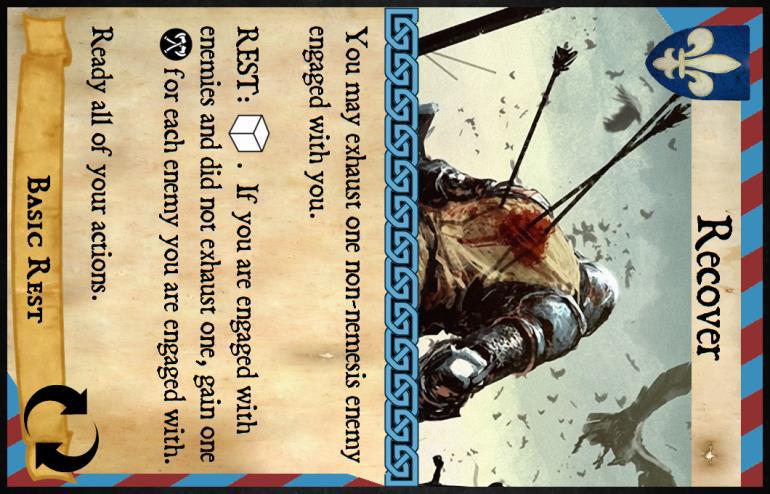 Recover
You may exhaust one non-nemesis enemy
engaged with you.
REST: . If you are engaged with
enemies and did not exhaust one, gain one
for each enemy you are engaged with.
Ready all of your actions.
BASIC REST